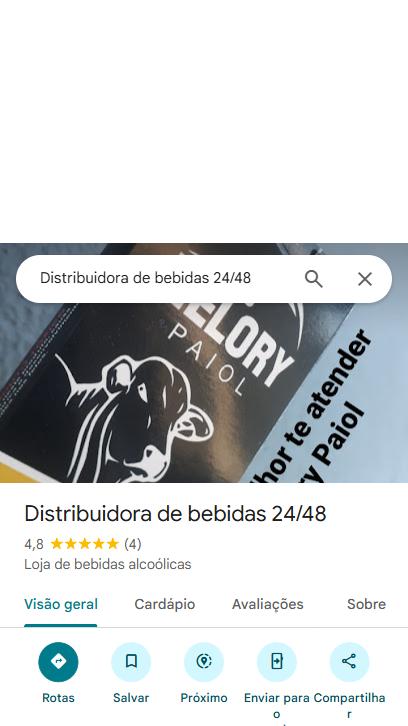 Distribuidora de bebidas 24/48
ELORY
PAIOL
hor te atender
ry Paiol
Distribuidora de bebidas 24/48
4,8 (4)
Loja de bebidas alcoólicas
Visão geral Cardápio Avaliações Sobre
Rotas Salvar Próximo Enviar para o Compartilhar